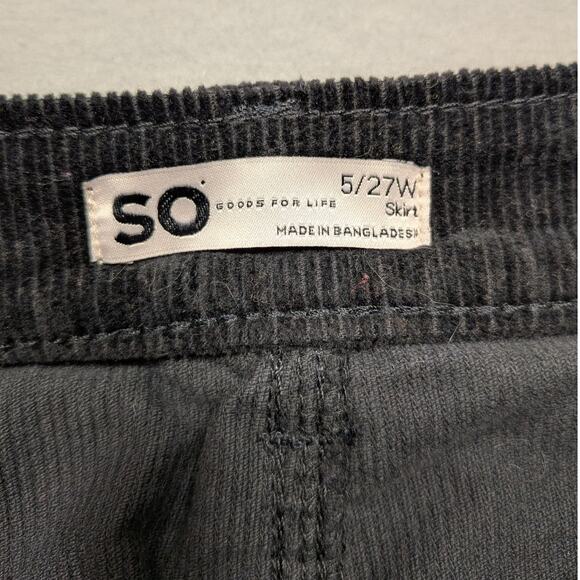 SO GOODS FOR LIFE
5/27W
Skirt
MADE IN BANGLADESH